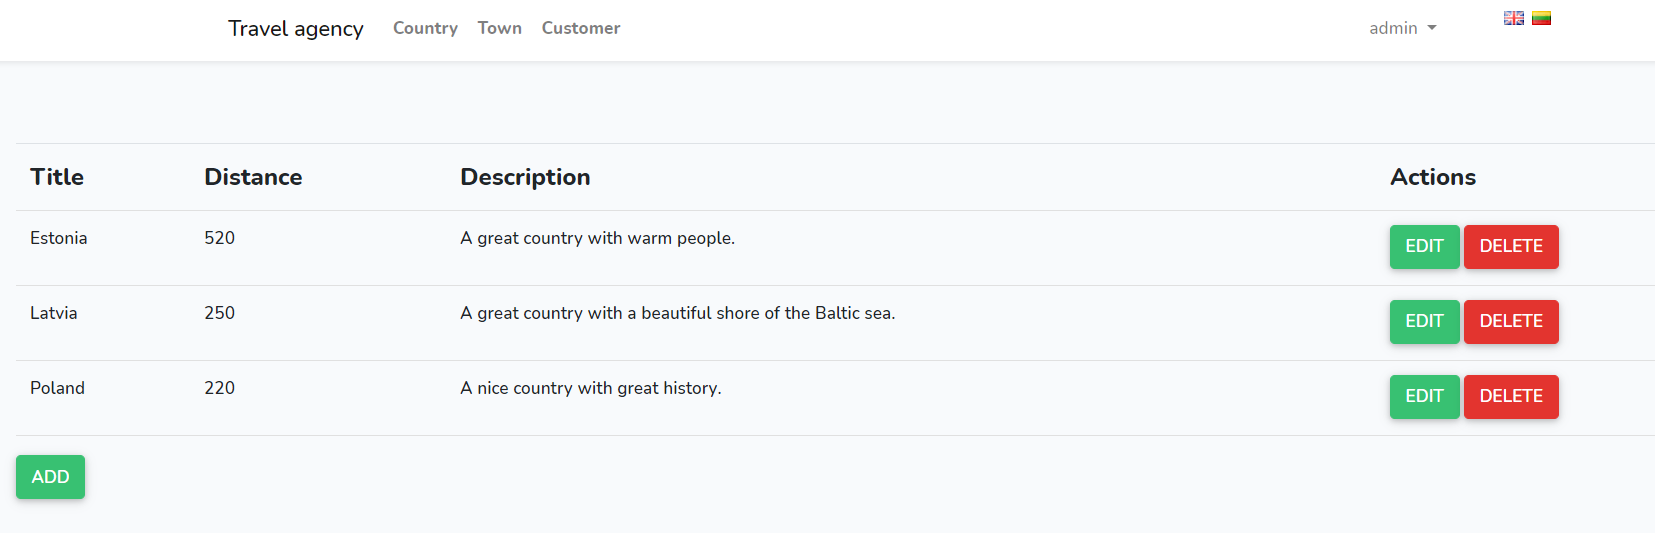 Travel agency Country Town Customer admin
Title Distance Description Actions
Estonia 520 A great country with warm people. EDIT DELETE
Latvia 250 A great country with a beautiful shore of the Baltic sea. EDIT DELETE
Poland 220 A nice country with great history. EDIT DELETE
ADD